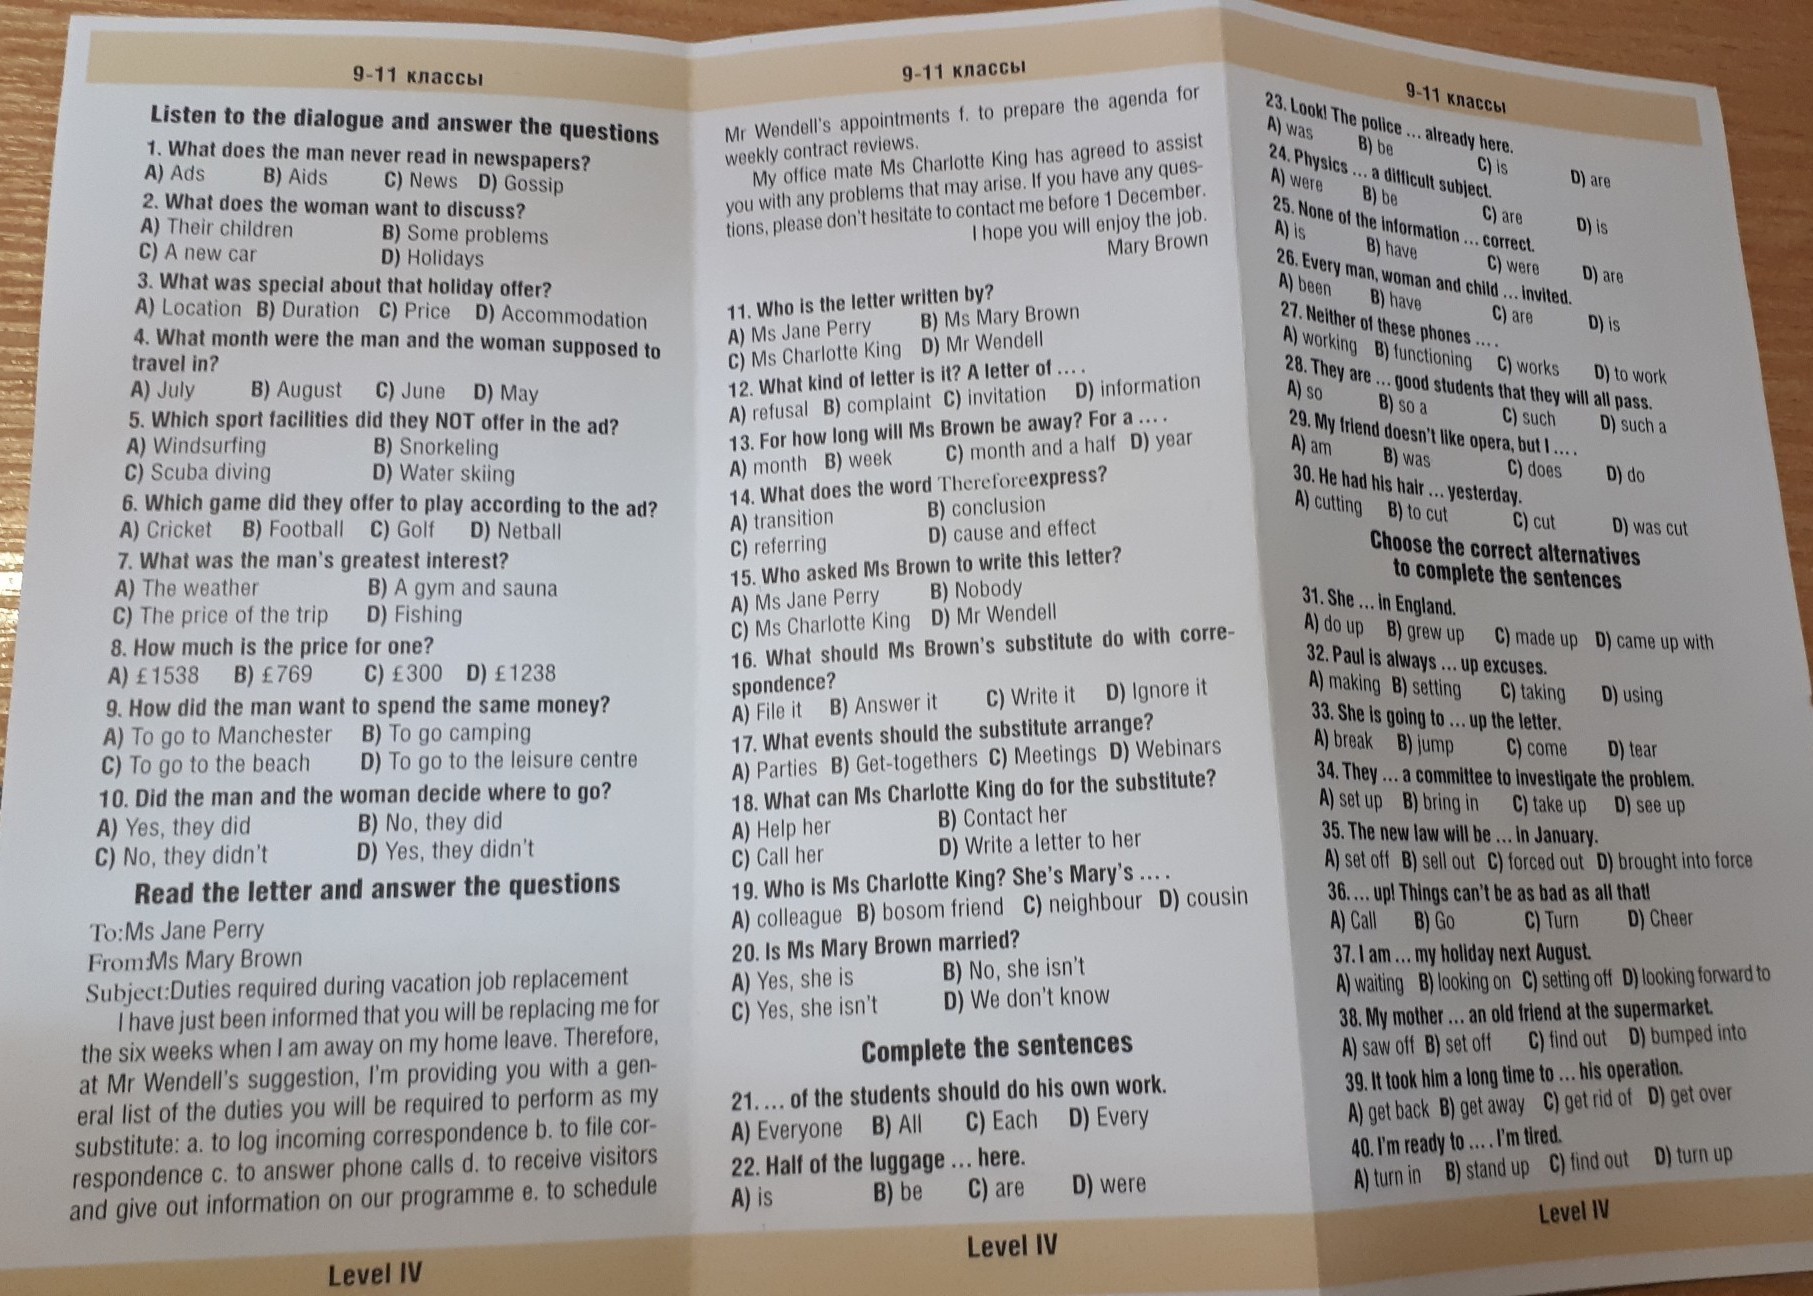 9-11 классы
Listen to the dialogue and answer the questions
1. What does the man never read in newspapers?
A) Ads B) Aids C) News D) Gossip
2. What does the woman want to discuss?
A) Their children B) Some problems
C) A new car D) Holidays
3. What was special about that holiday offer?
A) Location B) Duration C) Price D) Accommodation
4. What month were the man and the woman supposed to
travel in?
A) July B) August C) June D) May
5. Which sport facilities did they NOT offer in the ad?
A) Windsurfing B) Snorkeling
C) Scuba diving D) Water skiing
6. Which game did they offer to play according to the ad?
A) Cricket B) Football C) Golf D) Netball
7. What was the man's greatest interest?
A) The weather B) A gym and sauna
C) The price of the trip D) Fishing
8. How much is the price for one?
A) £1538 B) £769 C) £300 D) £1238
9. How did the man want to spend the same money?
A) To go to Manchester B) To go camping
C) To go to the beach D) To go to the leisure centre
10. Did the man and the woman decide where to go?
A) Yes, they did B) No, they did
C) No, they didn't D) Yes, they didn't
Read the letter and answer the questions
To:Ms Jane Perry
From:Ms Mary Brown
Subject:Duties required during vacation job replacement
I have just been informed that you will be replacing me for
the six weeks when I am away on my home leave. Therefore,
at Mr Wendell's suggestion, I'm providing you with a gen-
eral list of the duties you will be required to perform as my
substitute: a. to log incoming correspondence b. to file cor-
respondence c. to answer phone calls d. to receive visitors
and give out information on our programme e. to schedule
Level IV
9-11 классы
Mr Wendell's appointments f. to prepare the agenda for
weekly contract reviews.
My office mate Ms Charlotte King has agreed to assist
you with any problems that may arise. If you have any ques-
tions, please don't hesitate to contact me before 1 December.
I hope you will enjoy the job.
Mary Brown
11. Who is the letter written by?
A) Ms Jane Perry B) Ms Mary Brown
C) Ms Charlotte King D) Mr Wendell
12. What kind of letter is it? A letter of ....
A) refusal B) complaint C) invitation D) information
13. For how long will Ms Brown be away? For a ....
A) month B) week C) month and a half D) year
14. What does the word Thereforeexpress?
A) transition B) conclusion
C) referring D) cause and effect
15. Who asked Ms Brown to write this letter?
A) Ms Jane Perry B) Nobody
C) Ms Charlotte King D) Mr Wendell
16. What should Ms Brown's substitute do with corre-
spondence?
A) File it B) Answer it C) Write it D) Ignore it
17. What events should the substitute arrange?
A) Parties B) Get-togethers C) Meetings D) Webinars
18. What can Ms Charlotte King do for the substitute?
A) Help her B) Contact her
C) Call her D) Write a letter to her
19. Who is Ms Charlotte King? She's Mary's ....
A) colleague B) bosom friend C) neighbour D) cousin
20. Is Ms Mary Brown married?
A) Yes, she is B) No, she isn't
C) Yes, she isn't D) We don't know
Complete the sentences
21. ... of the students should do his own work.
A) Everyone B) All C) Each D) Every
22. Half of the luggage ... here.
A) is B) be C) are D) were
Level IV
9-11 классы
23. Look! The police ... already here.
A) was B) be C) is D) are
24. Physics ... a difficult subject.
A) were B) be C) are D) is
25. None of the information ... correct.
A) is B) have C) were D) are
26. Every man, woman and child ... invited.
A) been B) have C) are D) is
27. Neither of these phones ....
A) working B) functioning C) works D) to work
28. They are ... good students that they will all pass.
A) so B) so a C) such D) such a
29. My friend doesn't like opera, but I ....
A) am B) was C) does D) do
30. He had his hair ... yesterday.
A) cutting B) to cut C) cut D) was cut
Choose the correct alternatives
to complete the sentences
31. She ... in England.
A) do up B) grew up C) made up D) came up with
32. Paul is always ... up excuses.
A) making B) setting C) taking D) using
33. She is going to ... up the letter.
A) break B) jump C) come D) tear
34. They ... a committee to investigate the problem.
A) set up B) bring in C) take up D) see up
35. The new law will be ... in January.
A) set off B) sell out C) forced out D) brought into force
36. ... up! Things can't be as bad as all that!
A) Call B) Go C) Turn D) Cheer
37. I am ... my holiday next August.
A) waiting B) looking on C) setting off D) looking forward to
38. My mother ... an old friend at the supermarket.
A) saw off B) set off C) find out D) bumped into
39. It took him a long time to ... his operation.
A) get back B) get away C) get rid of D) get over
40. I'm ready to .... I'm tired.
A) turn in B) stand up C) find out D) turn up
Level IV